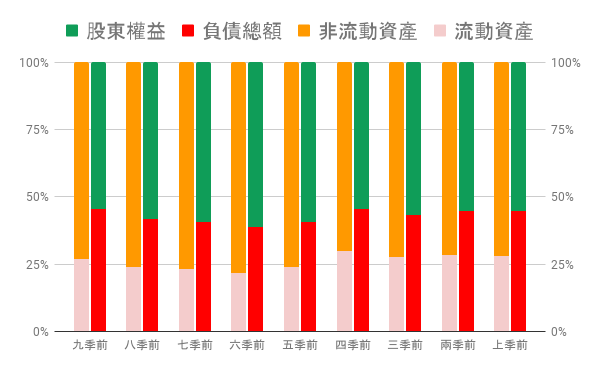 股東權益 負債總額 非流動資產 流動資產
100% 100%
75% 75%
50% 50%
25% 25%
0% 0%
九季前 八季前 七季前 六季前 五季前 四季前 三季前 兩季前 上季前